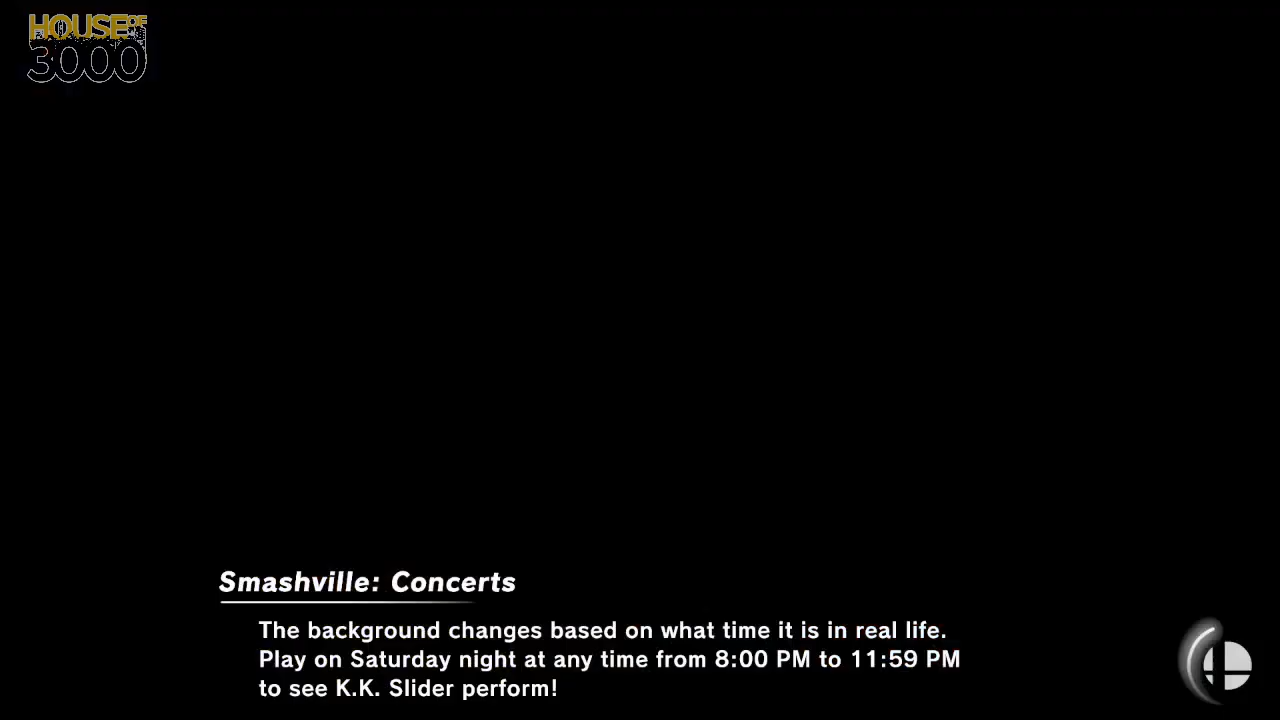 HOUSE OF
3000
Smashville: Concerts
The background changes based on what time it is in real life.
Play on Saturday night at any time from 8:00 PM to 11:59 PM
to see K.K. Slider perform!